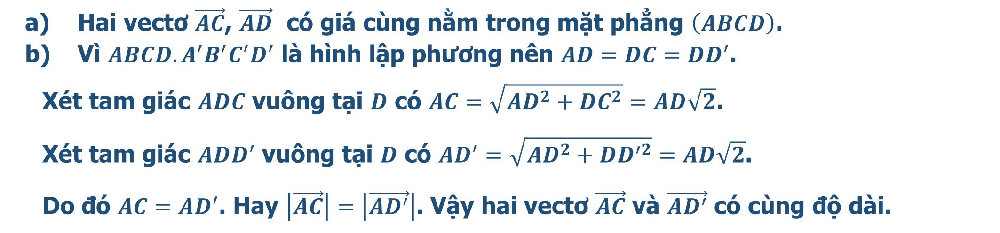 a) Hai vectơ $\overrightarrow{AC}$, $\overrightarrow{AD}$ có giá cùng nằm trong mặt phẳng $(ABCD)$.
b) Vì $ABCD.A'B'C'D'$ là hình lập phương nên $AD = DC = DD'$.
Xét tam giác $ADC$ vuông tại $D$ có $AC = \sqrt{AD^2 + DC^2} = AD\sqrt{2}$.
Xét tam giác $ADD'$ vuông tại $D$ có $AD' = \sqrt{AD^2 + DD'^2} = AD\sqrt{2}$.
Do đó $AC = AD'$. Hay $|\overrightarrow{AC}| = |\overrightarrow{AD'}|$. Vậy hai vectơ $\overrightarrow{AC}$ và $\overrightarrow{AD'}$ có cùng độ dài.